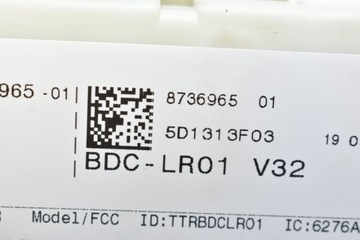 965 -01 8736965 01
5D1313F03 19 0
BDC-LR01 V32
Model/FCC ID:TTRBDCLR01 IC:6276A